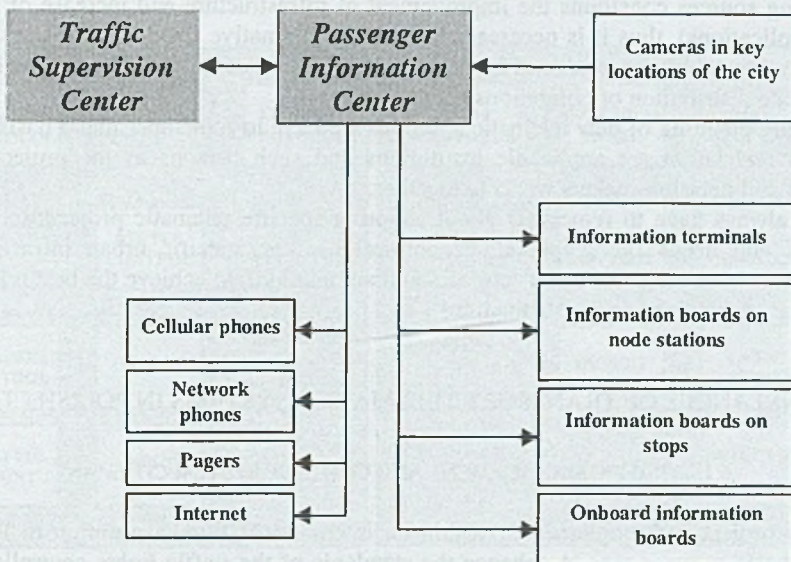 Traffic
Supervision
Center
Passenger
Information
Center
Cameras in key
locations of the city
Information terminals
Information boards on
node stations
Information boards on
stops
Onboard information
boards
Cellular phones
Network
phones
Pagers
Internet